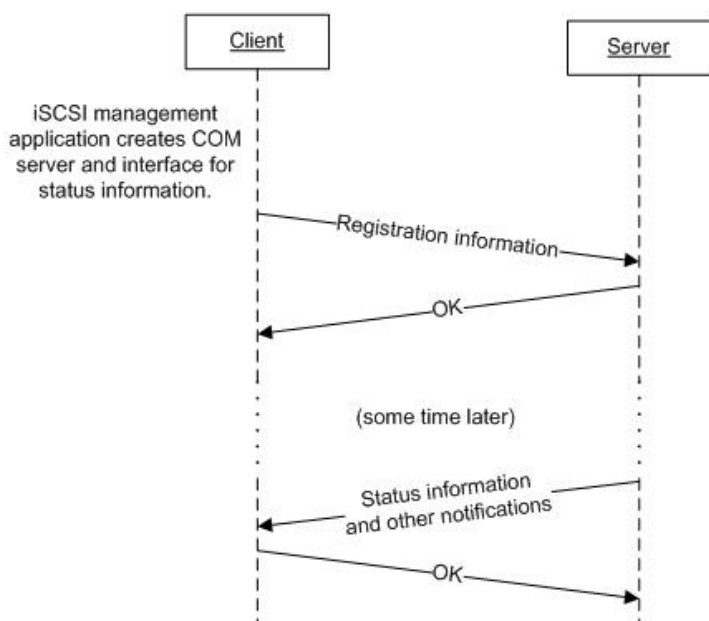 Client
Server
iSCSI management
application creates COM
server and interface for
status information.
Registration information
OK
(some time later)
Status information
and other notifications
OK